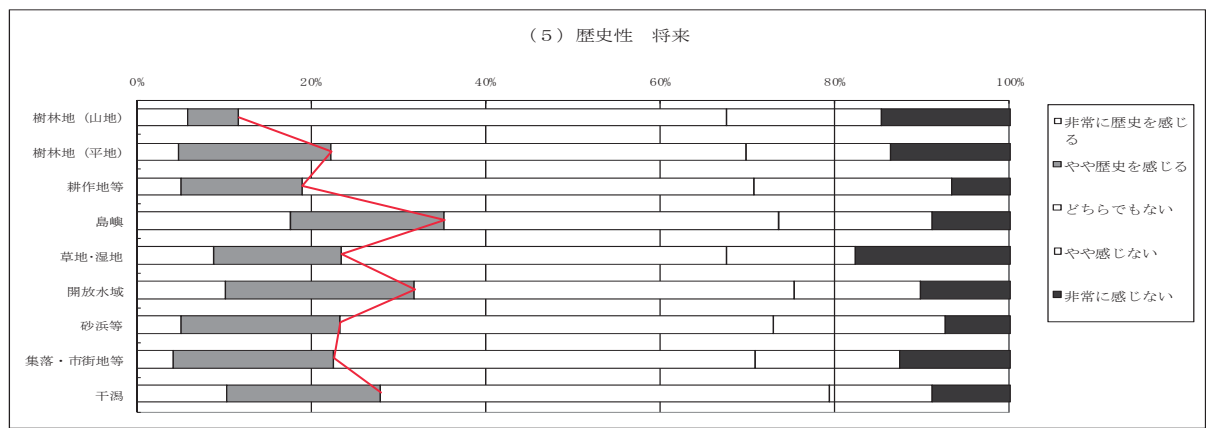 （5）歴史性　将来
0%
20%
40%
60%
80%
100%
樹林地（山地）
樹林地（平地）
耕作地等
島嶼
草地・湿地
開放水域
砂浜等
集落・市街地等
干潟
非常に歴史を感じ
る
やや歴史を感じる
どちらでもない
やや感じない
非常に感じない